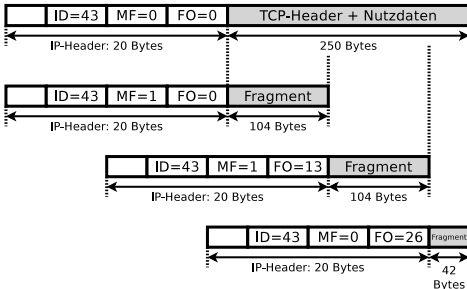 ID=43 MF=0 FO=0 TCP-Header + Nutzdaten
IP-Header: 20 Bytes 250 Bytes
ID=43 MF=1 FO=0 Fragment
IP-Header: 20 Bytes 104 Bytes
ID=43 MF=1 FO=13 Fragment
IP-Header: 20 Bytes 104 Bytes
ID=43 MF=0 FO=26 Fragment
IP-Header: 20 Bytes 42
Bytes